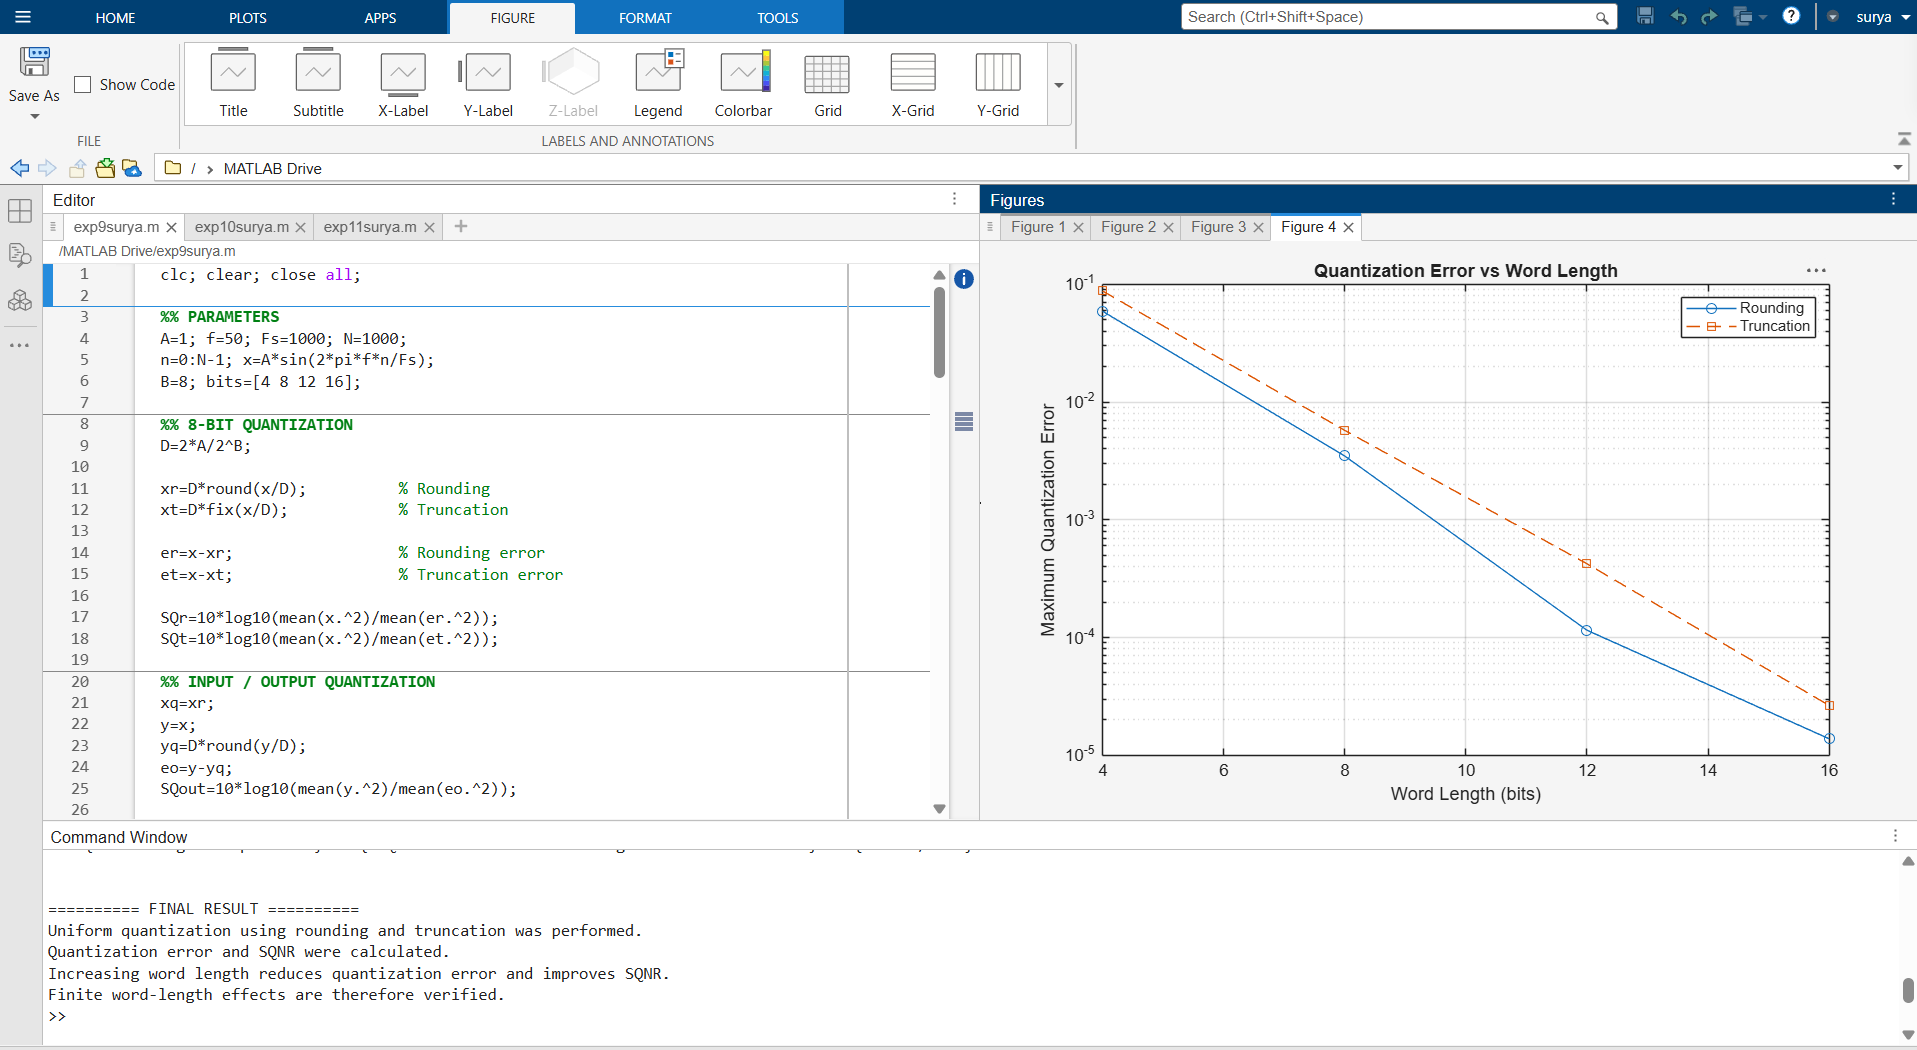 HOME PLOTS APPS FIGURE FORMAT TOOLS Search (Ctrl+Shift+Space) surya
Save As
Show Code
FILE
Title Subtitle X-Label Y-Label Z-Label Legend Colorbar Grid X-Grid Y-Grid
LABELS AND ANNOTATIONS
/ › MATLAB Drive
Editor
exp9surya.m exp10surya.m exp11surya.m
/MATLAB Drive/exp9surya.m
1 clc; clear; close all;
2
3 %% PARAMETERS
4 A=1; f=50; Fs=1000; N=1000;
5 n=0:N-1; x=A*sin(2*pi*f*n/Fs);
6 B=8; bits=[4 8 12 16];
7
8 %% 8-BIT QUANTIZATION
9 D=2*A/2^B;
10
11 xr=D*round(x/D); % Rounding
12 xt=D*fix(x/D); % Truncation
13
14 er=x-xr; % Rounding error
15 et=x-xt; % Truncation error
16
17 SQr=10*log10(mean(x.^2)/mean(er.^2));
18 SQt=10*log10(mean(x.^2)/mean(et.^2));
19
20 %% INPUT / OUTPUT QUANTIZATION
21 xq=xr;
22 y=x;
23 yq=D*round(y/D);
24 eo=y-yq;
25 SQout=10*log10(mean(y.^2)/mean(eo.^2));
26
Figures
Figure 1 Figure 2 Figure 3 Figure 4
Quantization Error vs Word Length
Rounding
Truncation
Maximum Quantization Error
10-1
10-2
10-3
10-4
10-5
4 6 8 10 12 14 16
Word Length (bits)
Command Window
========== FINAL RESULT ==========
Uniform quantization using rounding and truncation was performed.
Quantization error and SQNR were calculated.
Increasing word length reduces quantization error and improves SQNR.
Finite word-length effects are therefore verified.
>>